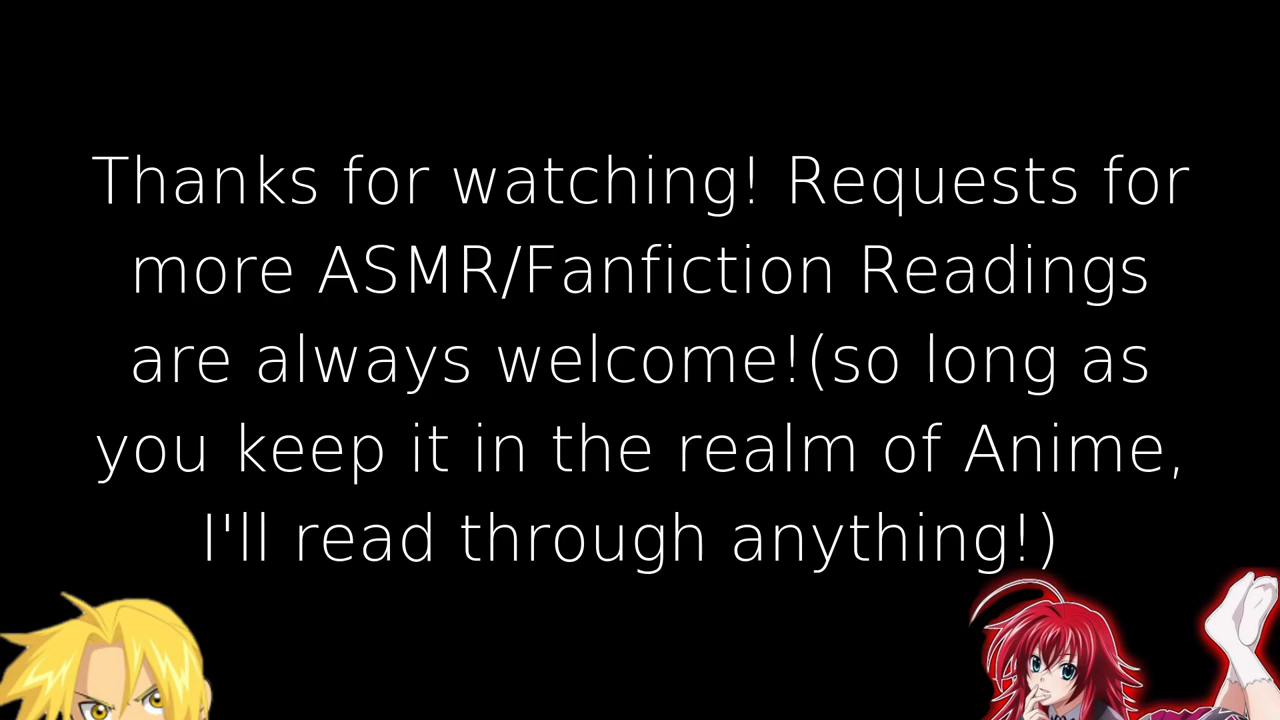 Thanks for watching! Requests for
more ASMR/Fanfiction Readings
are always welcome!(so long as
you keep it in the realm of Anime,
I'll read through anything!)